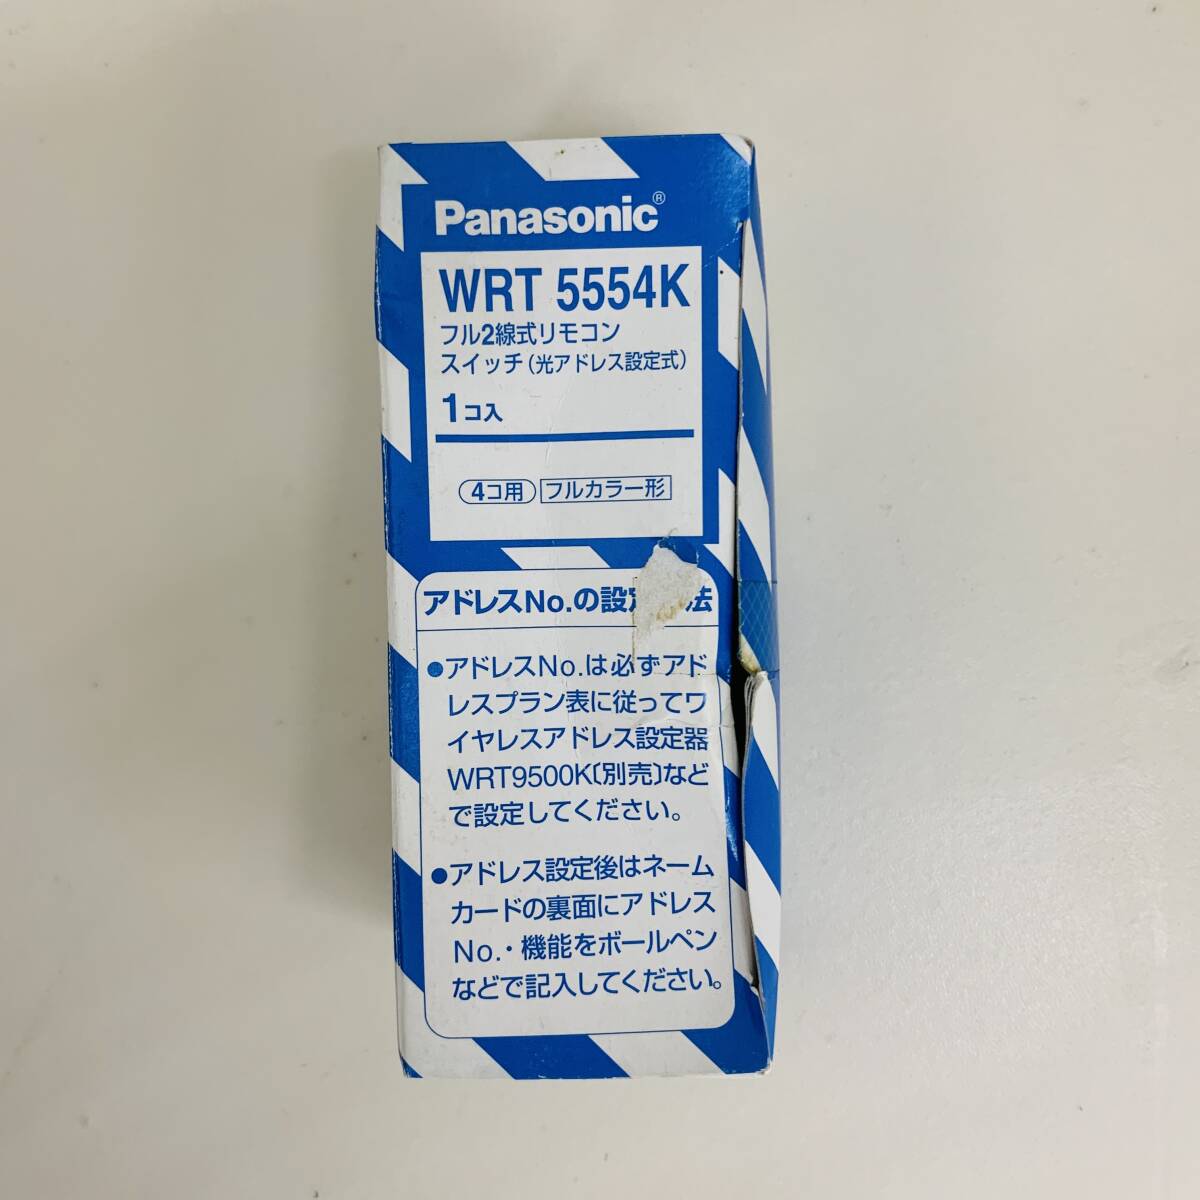 Panasonic®
WRT 5554K
フル2線式リモコン
スイッチ(光アドレス設定式)
1コ入
4コ用 フルカラー形
アドレスNo.の設定 法
●アドレスNo.は必ずアド
レスプラン表に従ってワ
イヤレスアドレス設定器
WRT9500K〔別売〕など
で設定してください。
●アドレス設定後はネーム
カードの裏面にアドレス
No.・機能をボールペン
などで記入してください。